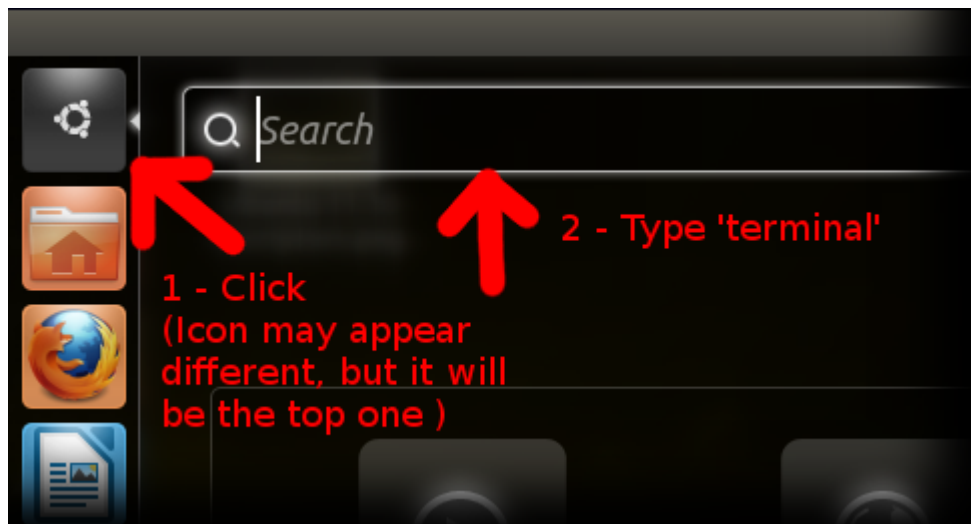 Search
2 - Type 'terminal'
1 - Click
(Icon may appear
different, but it will
be the top one )